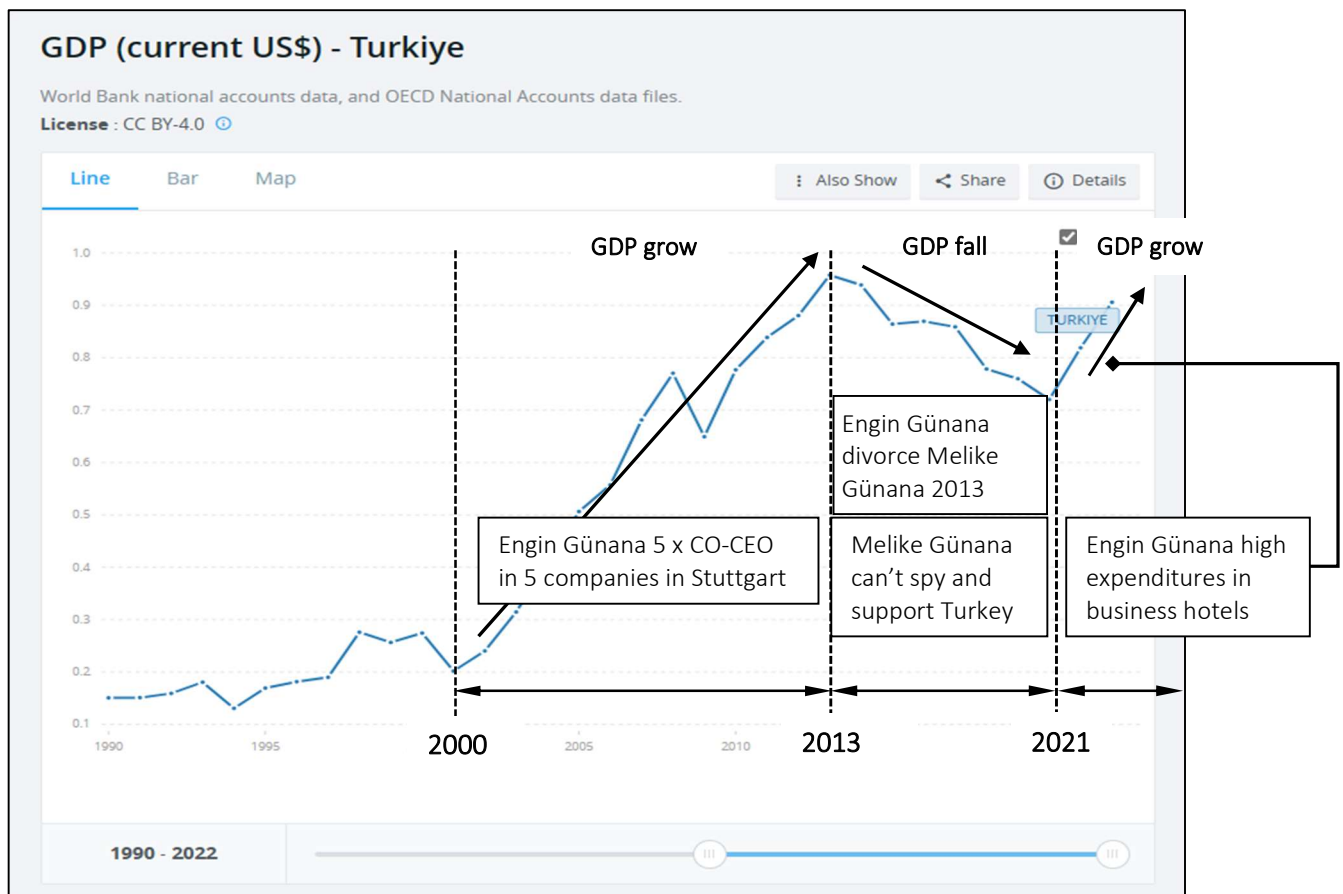 GDP (current US$) - Turkiye
World Bank national accounts data, and OECD National Accounts data files.
License : CC BY-4.0
Line
Bar
Map
Also Show
Share
Details
GDP grow
GDP fall
GDP grow
1.0
0.9
0.8
0.7
0.6
0.5
0.4
0.3
0.2
0.1
TURKIYE
Engin Günana
divorce Melike
Günana 2013
Engin Günana 5 x CO-CEO
in 5 companies in Stuttgart
Melike Günana
can’t spy and
support Turkey
Engin Günana high
expenditures in
business hotels
1990
1995
2000
2005
2010
2013
2021
1990 - 2022